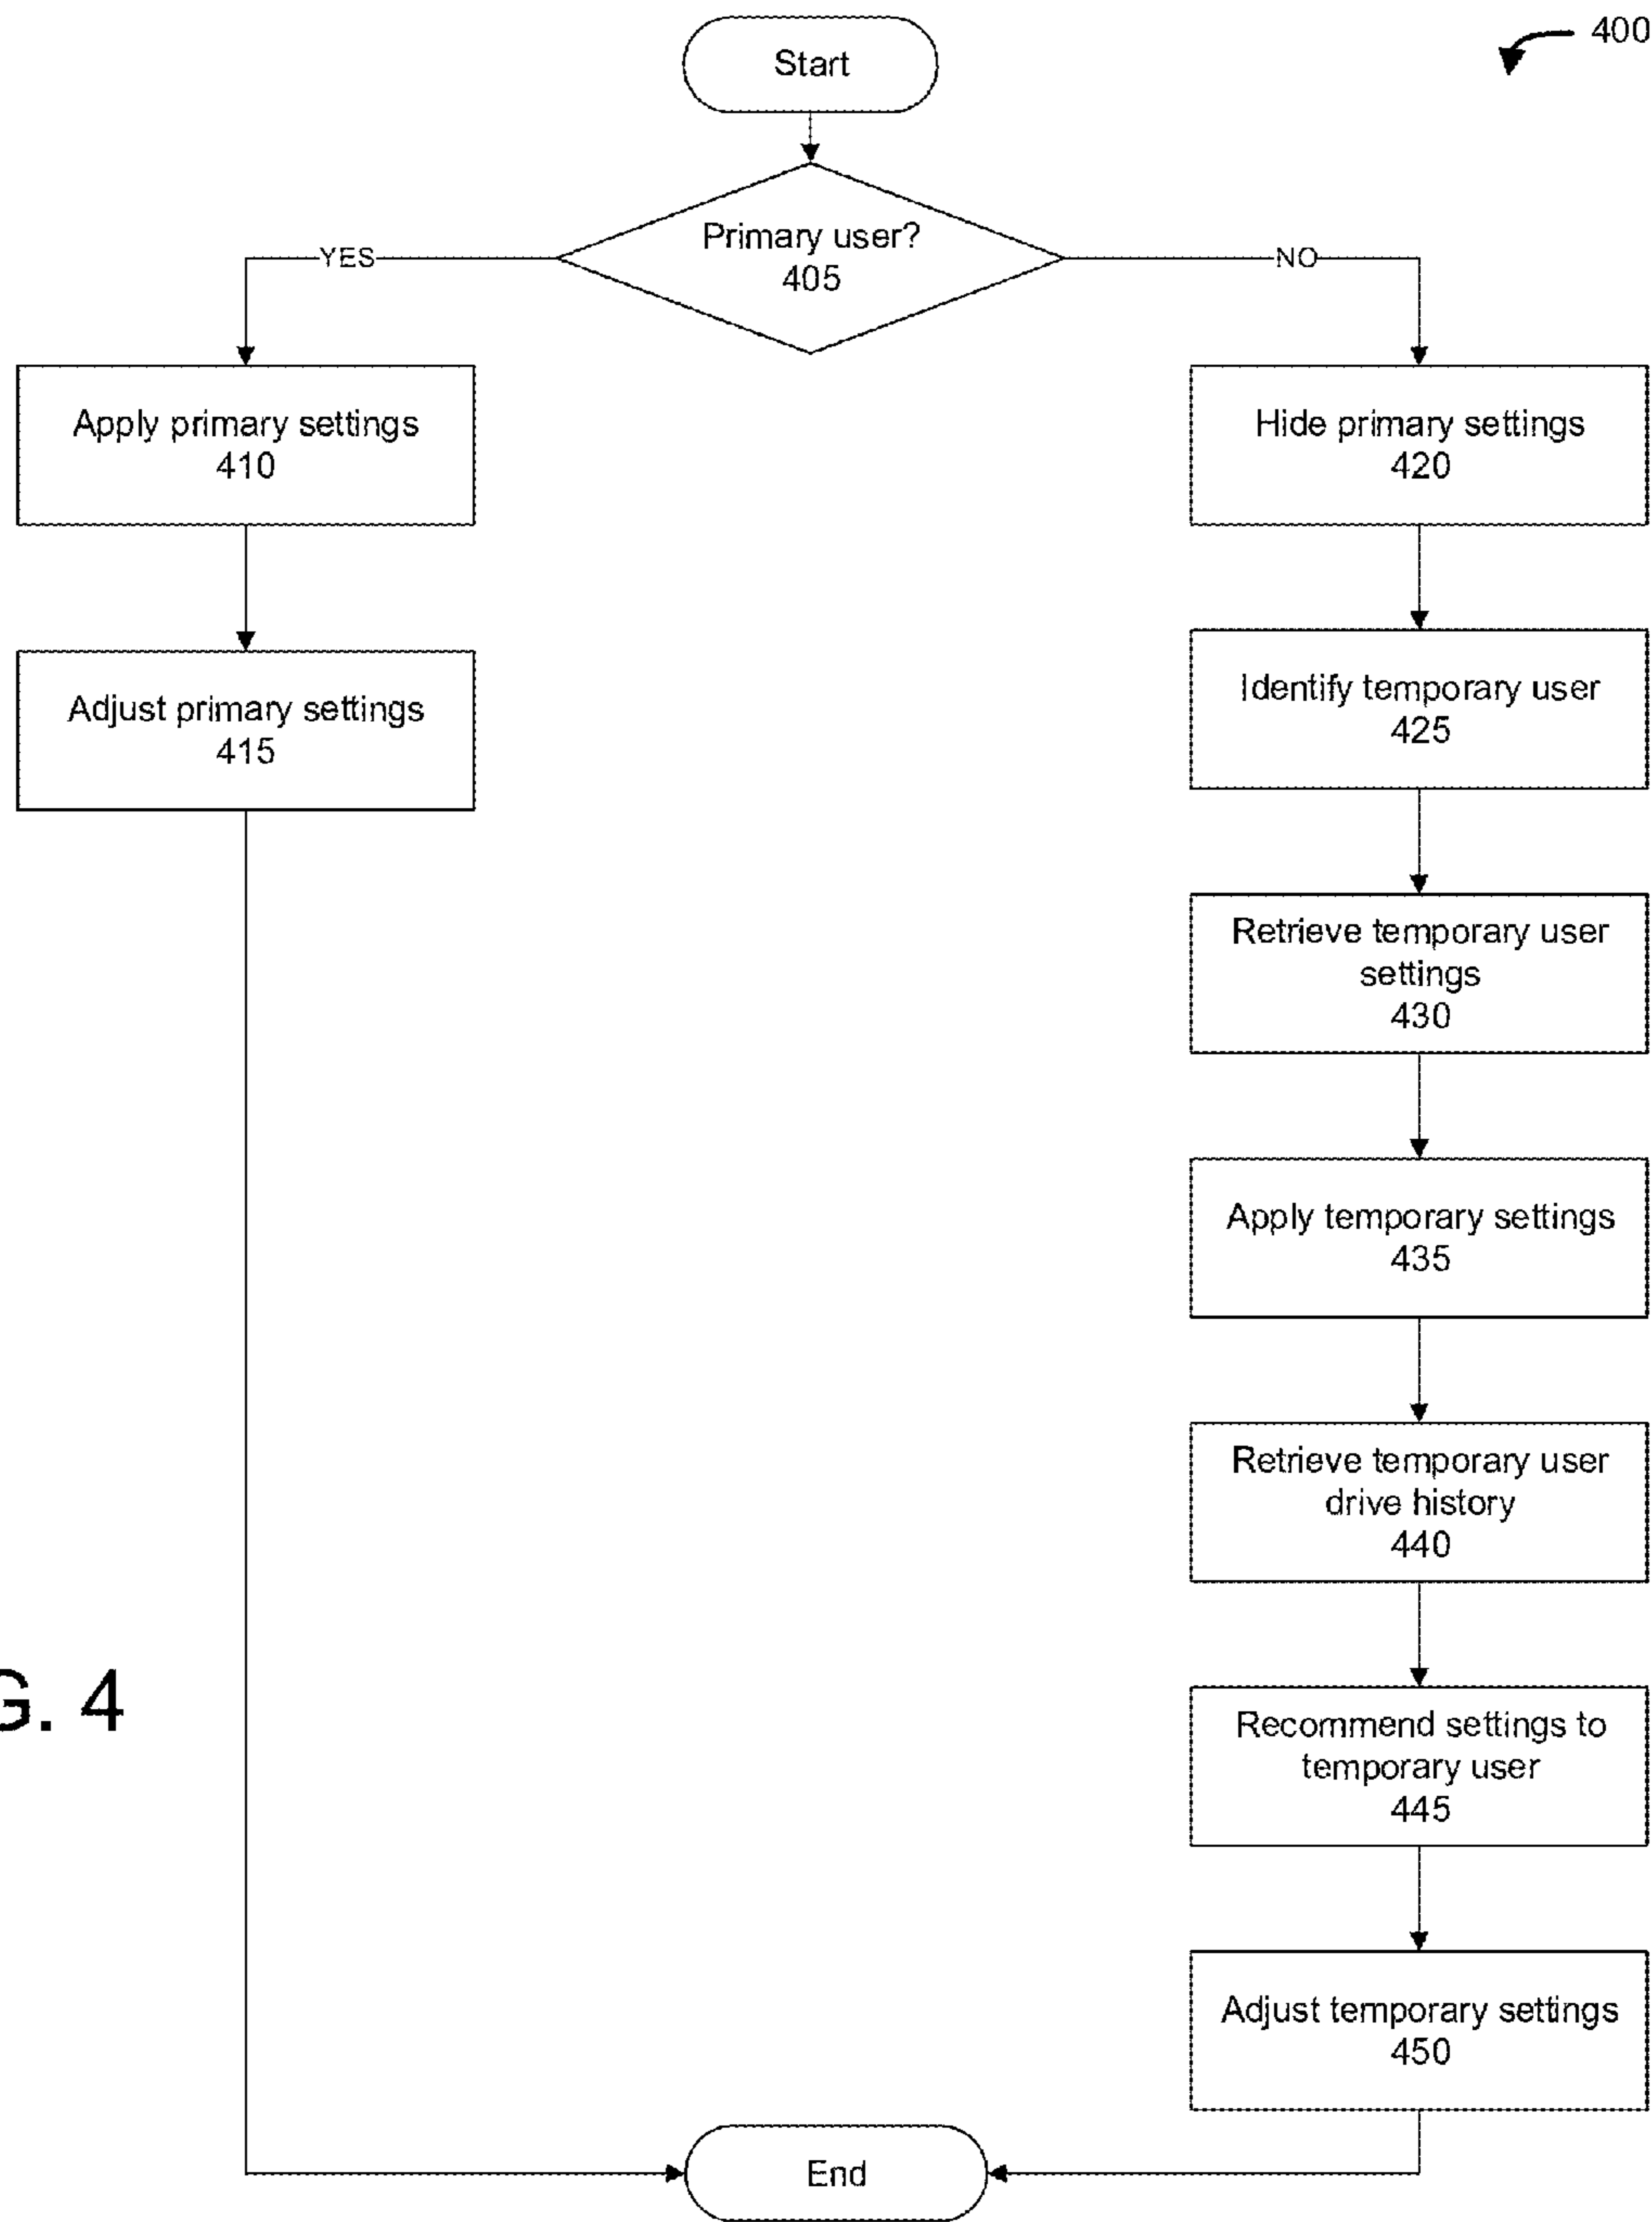 400
Start
Primary user?
405
YES
NO
Apply primary settings
410
Hide primary settings
420
Adjust primary settings
415
Identify temporary user
425
Retrieve temporary user
settings
430
Apply temporary settings
435
Retrieve temporary user
drive history
440
Recommend settings to
temporary user
445
Adjust temporary settings
450
End
G. 4